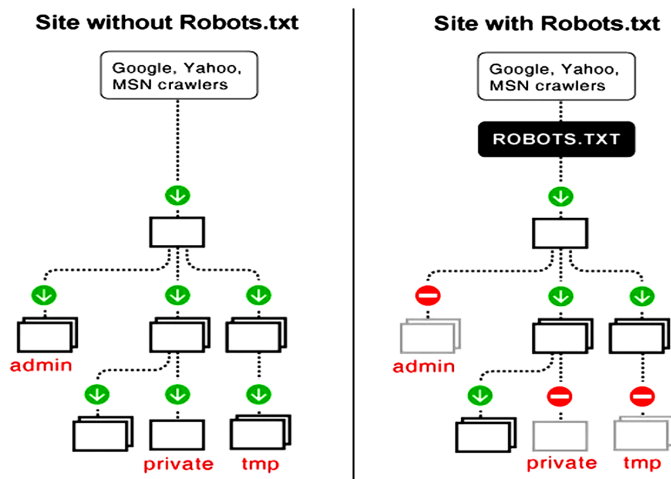 Site without Robots.txt
Google, Yahoo,
MSN crawlers
admin
private
tmp
Site with Robots.txt
Google, Yahoo,
MSN crawlers
ROBOTS.TXT
admin
private
tmp